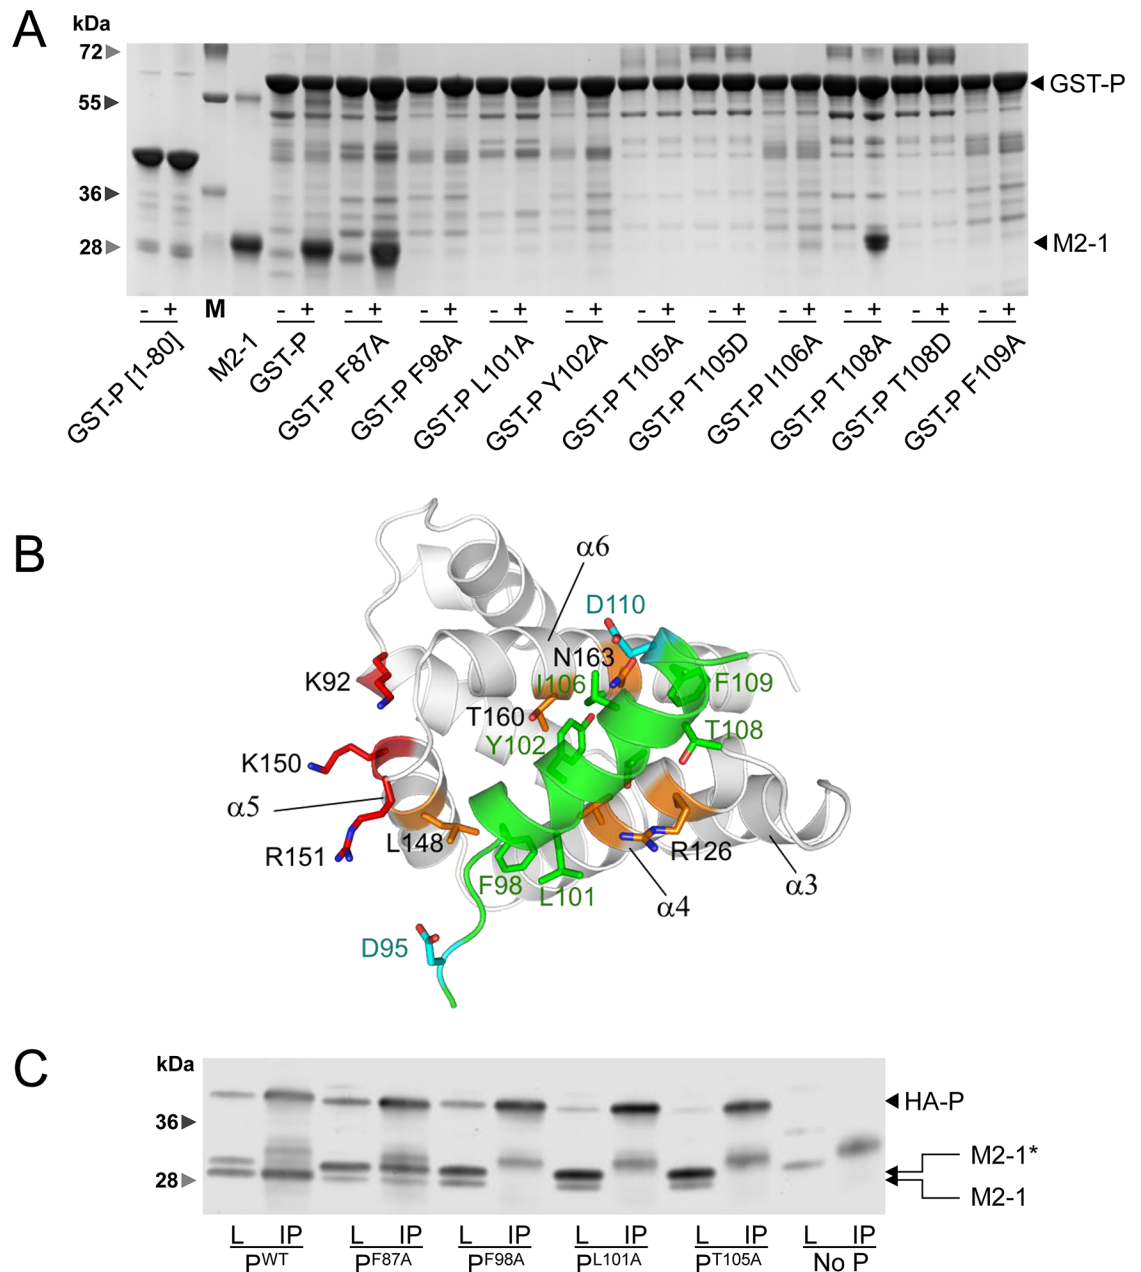 A
kDa
72
55
36
28
GST-P
M2-1
- + M - + - + - + - + - + - + - + - + - + - + - +
GST-P [1-80]
M2-1
GST-P
GST-P F87A
GST-P F98A
GST-P L101A
GST-P Y102A
GST-P T105A
GST-P T105D
GST-P I106A
GST-P T108A
GST-P T108D
GST-P F109A
B
α6
D110
N163
K92
I106
F109
T160
Y102
T108
K150
α5
L148
R151
R126
F98
L101
α3
α4
D95
C
kDa
36
28
HA-P
M2-1*
M2-1
L IP L IP L IP L IP L IP L IP
PWT PF87A PF98A PL101A PT105A No P